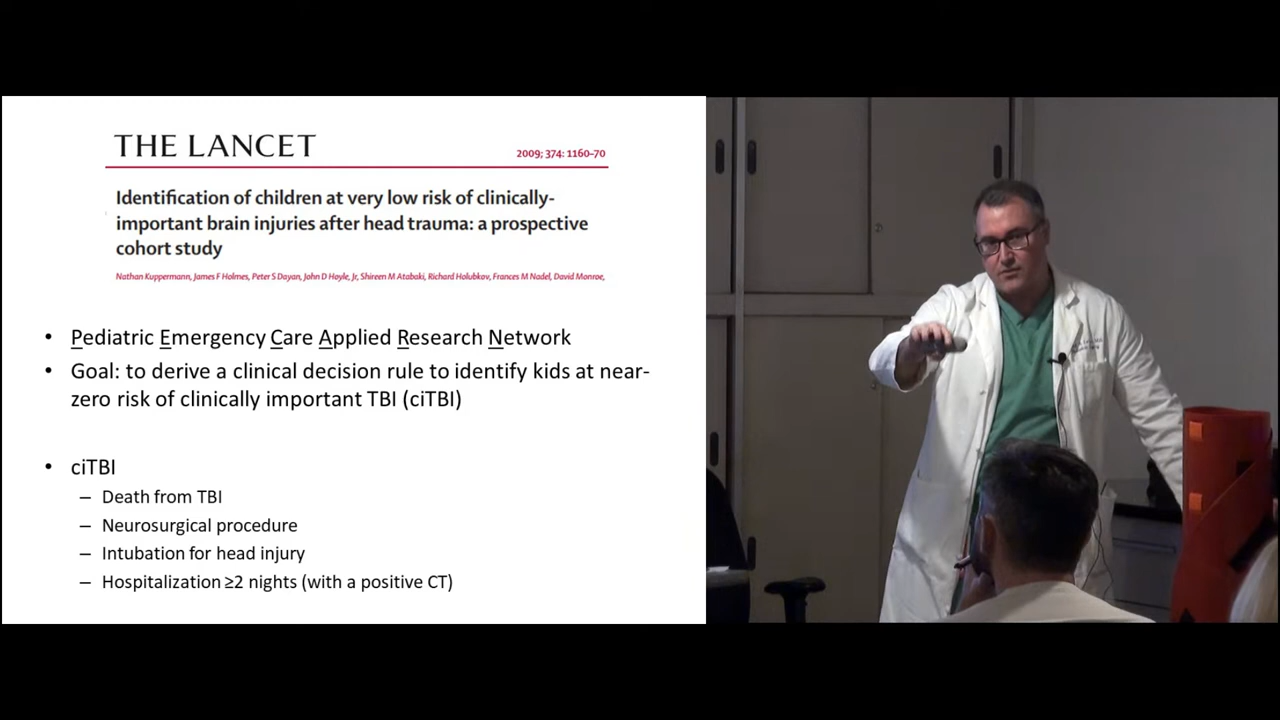 THE LANCET
2009; 374: 1160–70
Identification of children at very low risk of clinically-
important brain injuries after head trauma: a prospective
cohort study
Nathan Kuppermann, James F Holmes, Peter S Dayan, John D Hoyle, Jr, Shireen M Atabaki, Richard Holubkov, Frances M Nadel, David Monroe,
• Pediatric Emergency Care Applied Research Network
• Goal: to derive a clinical decision rule to identify kids at near-
zero risk of clinically important TBI (ciTBI)
• ciTBI
– Death from TBI
– Neurosurgical procedure
– Intubation for head injury
– Hospitalization ≥2 nights (with a positive CT)